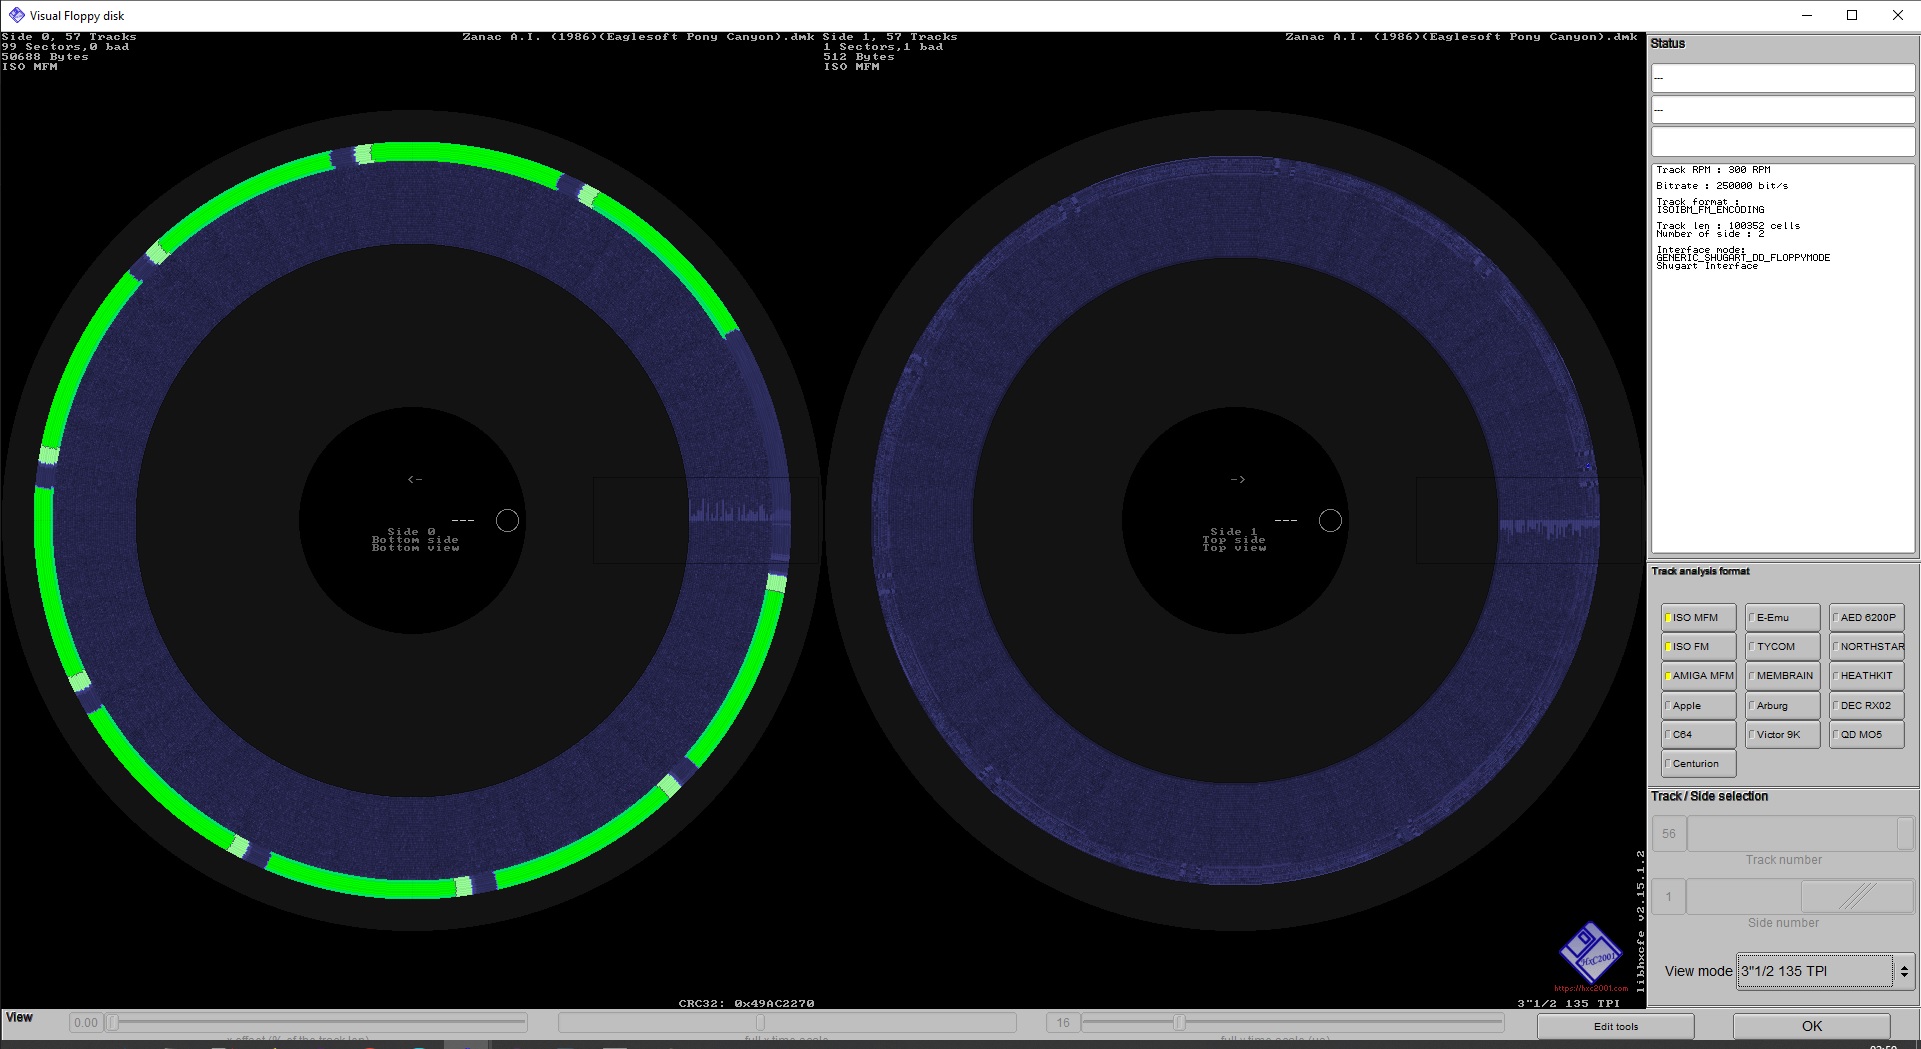 Visual Floppy disk
Side 0, 57 Tracks
99 Sectors,0 bad
50688 Bytes
ISO MFM
Zanac A.I. (1986)(Eaglesoft Pony Canyon).dmk
Side 1, 57 Tracks
1 Sectors,1 bad
512 Bytes
ISO MFM
Zanac A.I. (1986)(Eaglesoft Pony Canyon).dmk
<-
---
Side 0
Bottom side
Bottom view
->
---
Side 1
Top side
Top view
CRC32: 0x49AC2270
3"1/2 135 TPI
HxC2001
https://hxc2001.com
libhxcfe v2.15.1.2
Status
---
---
Track RPM : 300 RPM
Bitrate : 250000 bit/s
Track format :
ISOIBM_FM_ENCODING
Track len : 100352 cells
Number of side : 2
Interface mode:
GENERIC_SHUGART_DD_FLOPPYMODE
Shugart Interface
Track analysis format
ISO MFM E-Emu AED 6200P
ISO FM TYCOM NORTHSTAR
AMIGA MFM MEMBRAIN HEATHKIT
Apple Arburg DEC RX02
C64 Victor 9K QD MO5
Centurion
Track / Side selection
56
Track number
1
Side number
View mode 3"1/2 135 TPI
View
0.00
16
Edit tools
OK